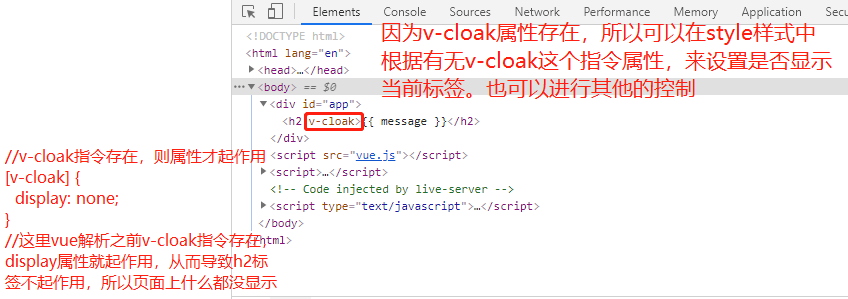 Elements
Console
Sources
Network
Performance
Memory
Application
Secu
<!DOCTYPE html>
<html lang="en">
<head>…</head>
<body> == $0
<div id="app">
<h2 v-cloak>{{ message }}</h2>
</div>
<script src="vue.js"></script>
<script>…</script>
<!-- Code injected by live-server -->
<script type="text/javascript">…</script>
</body>
</html>
因为v-cloak属性存在，所以可以在style样式中
根据有无v-cloak这个指令属性，来设置是否显示
当前标签。也可以进行其他的控制
//v-cloak指令存在，则属性才起作用
[v-cloak] {
display: none;
}
//这里vue解析之前v-cloak指令存在，
display属性就起作用，从而导致h2标
签不起作用，所以页面上什么都没显示